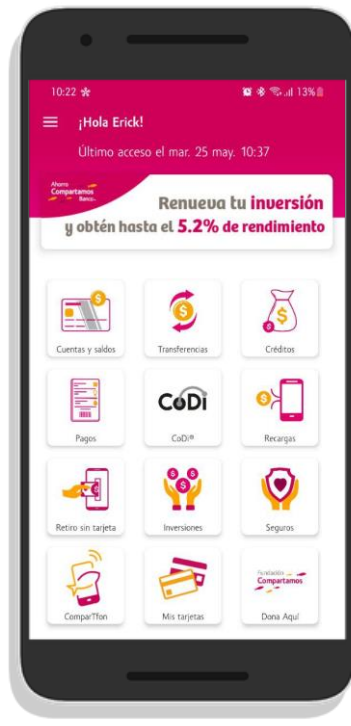 10:22
13%
¡Hola Erick!
Último acceso el mar. 25 may. 10:37
Ahorro
Compartamos
Banco
Renueva tu inversión
y obtén hasta el 5.2% de rendimiento
Cuentas y saldos
Transferencias
Créditos
CoDi
Pagos
CoDi®
Recargas
Retiro sin tarjeta
Inversiones
Seguros
Fundación
Compartamos
ComparTfon
Mis tarjetas
Dona Aquí